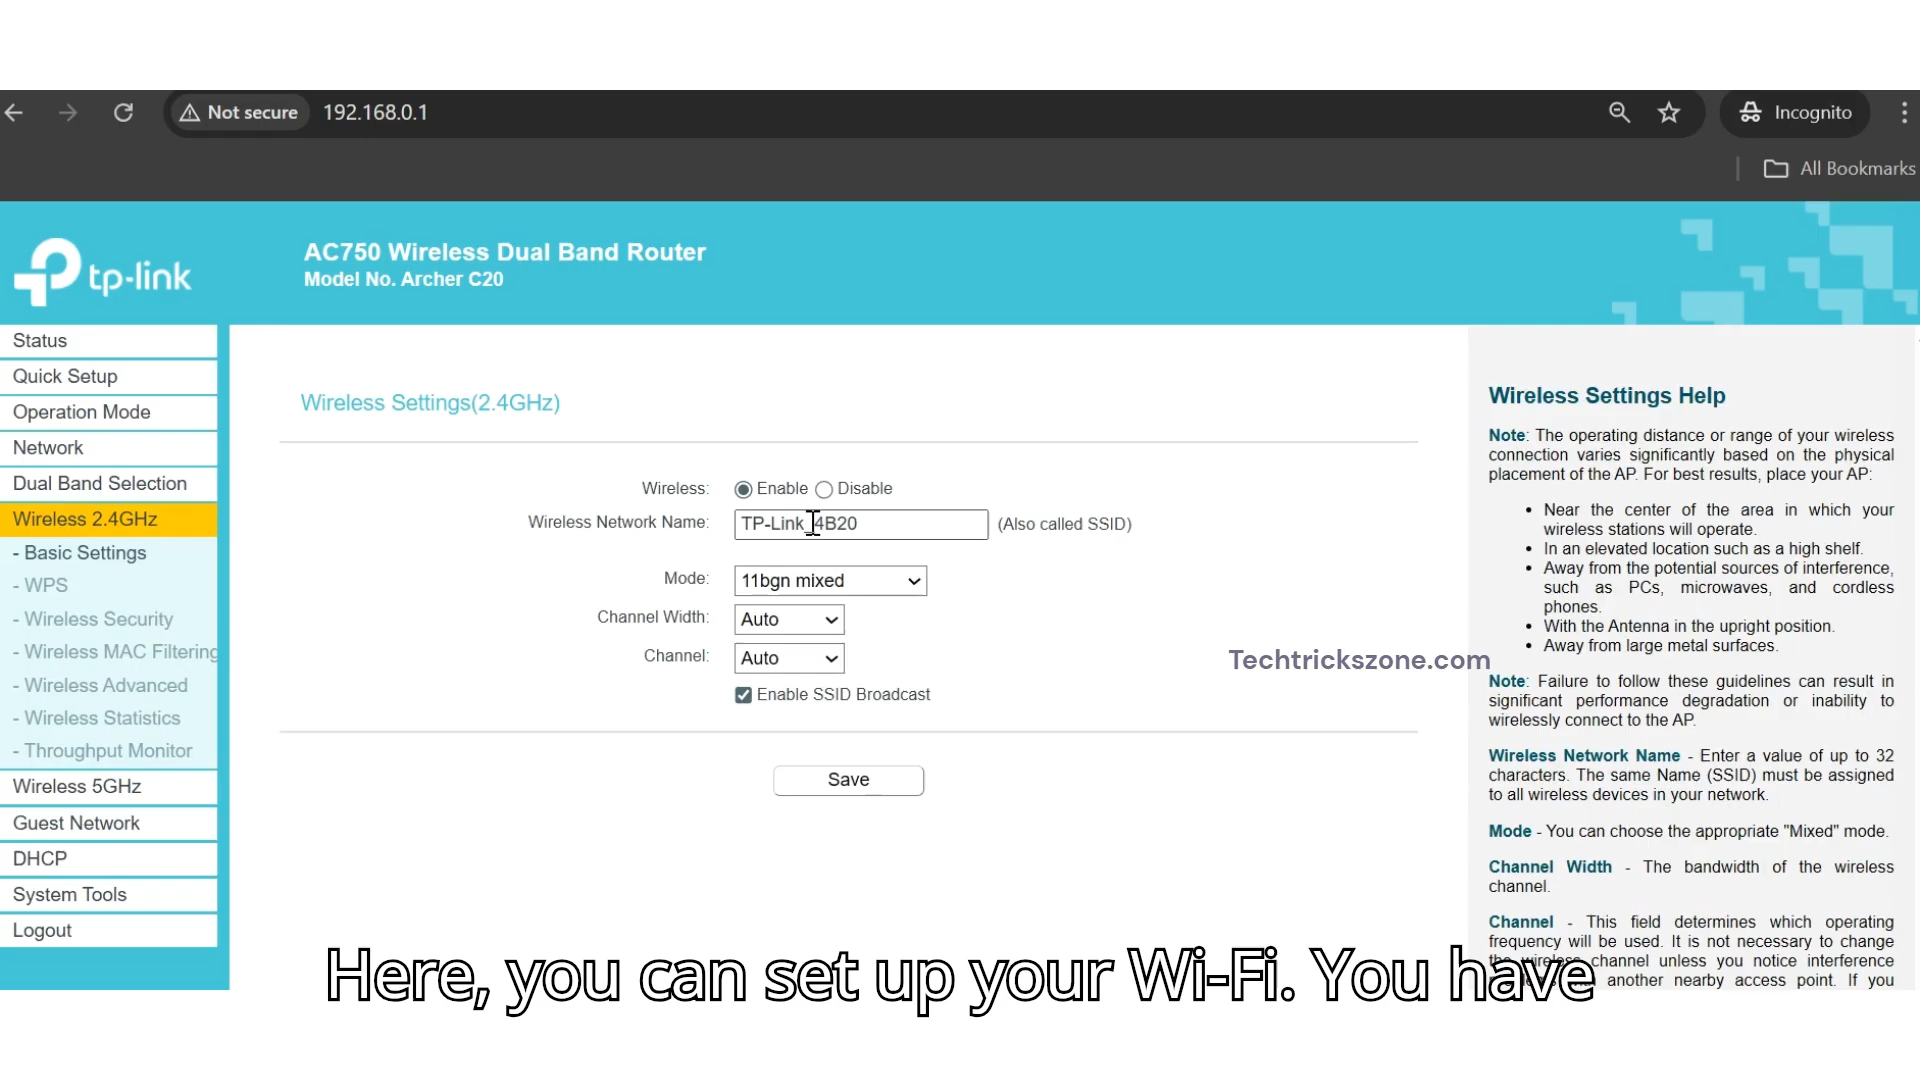 Not secure 192.168.0.1 Incognito
All Bookmarks
tp-link
AC750 Wireless Dual Band Router
Model No. Archer C20
Status
Quick Setup
Operation Mode
Network
Dual Band Selection
Wireless 2.4GHz
- Basic Settings
- WPS
- Wireless Security
- Wireless MAC Filtering
- Wireless Advanced
- Wireless Statistics
- Throughput Monitor
Wireless 5GHz
Guest Network
DHCP
System Tools
Logout
Wireless Settings(2.4GHz)
Wireless: Enable Disable
Wireless Network Name: TP-Link_4B20 (Also called SSID)
Mode: 11bgn mixed
Channel Width: Auto
Channel: Auto
Enable SSID Broadcast
Save
Techtrickszone.com
Wireless Settings Help
Note: The operating distance or range of your wireless
connection varies significantly based on the physical
placement of the AP. For best results, place your AP:
• Near the center of the area in which your
wireless stations will operate.
• In an elevated location such as a high shelf.
• Away from the potential sources of interference,
such as PCs, microwaves, and cordless
phones.
• With the Antenna in the upright position.
• Away from large metal surfaces.
Note: Failure to follow these guidelines can result in
significant performance degradation or inability to
wirelessly connect to the AP.
Wireless Network Name - Enter a value of up to 32
characters. The same Name (SSID) must be assigned
to all wireless devices in your network.
Mode - You can choose the appropriate "Mixed" mode.
Channel Width - The bandwidth of the wireless
channel.
Channel - This field determines which operating
frequency will be used. It is not necessary to change
the wireless channel unless you notice interference
another nearby access point. If you
Here, you can set up your Wi-Fi. You have